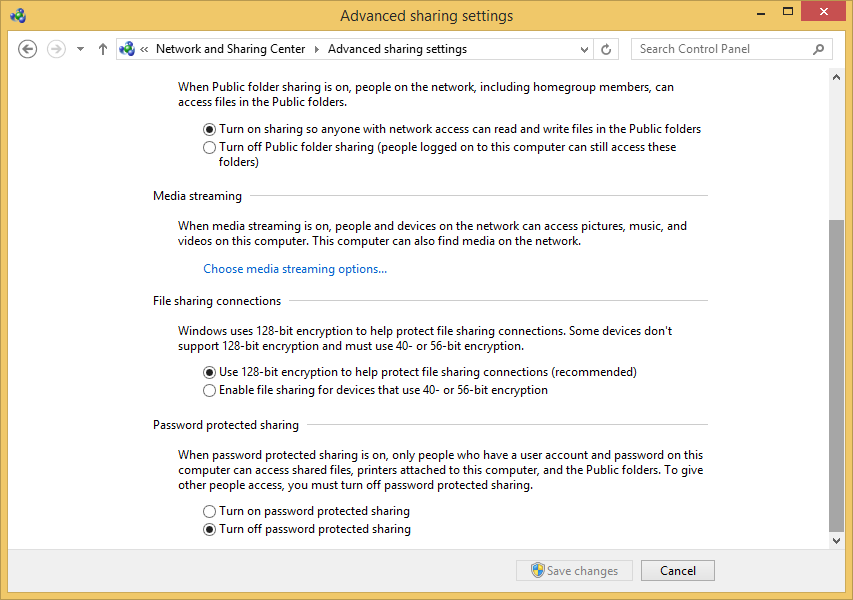 Advanced sharing settings
« Network and Sharing Center Advanced sharing settings
Search Control Panel
When Public folder sharing is on, people on the network, including homegroup members, can
access files in the Public folders.
Turn on sharing so anyone with network access can read and write files in the Public folders
Turn off Public folder sharing (people logged on to this computer can still access these
folders)
Media streaming
When media streaming is on, people and devices on the network can access pictures, music, and
videos on this computer. This computer can also find media on the network.
Choose media streaming options...
File sharing connections
Windows uses 128-bit encryption to help protect file sharing connections. Some devices don't
support 128-bit encryption and must use 40- or 56-bit encryption.
Use 128-bit encryption to help protect file sharing connections (recommended)
Enable file sharing for devices that use 40- or 56-bit encryption
Password protected sharing
When password protected sharing is on, only people who have a user account and password on this
computer can access shared files, printers attached to this computer, and the Public folders. To give
other people access, you must turn off password protected sharing.
Turn on password protected sharing
Turn off password protected sharing
Save changes
Cancel